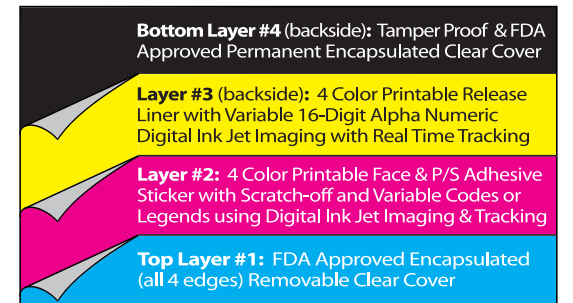 Bottom Layer #4 (backside): Tamper Proof & FDA
Approved Permanent Encapsulated Clear Cover
Layer #3 (backside): 4 Color Printable Release
Liner with Variable 16-Digit Alpha Numeric
Digital Ink Jet Imaging with Real Time Tracking
Layer #2: 4 Color Printable Face & P/S Adhesive
Sticker with Scratch-off and Variable Codes or
Legends using Digital Ink Jet Imaging & Tracking
Top Layer #1: FDA Approved Encapsulated
(all 4 edges) Removable Clear Cover